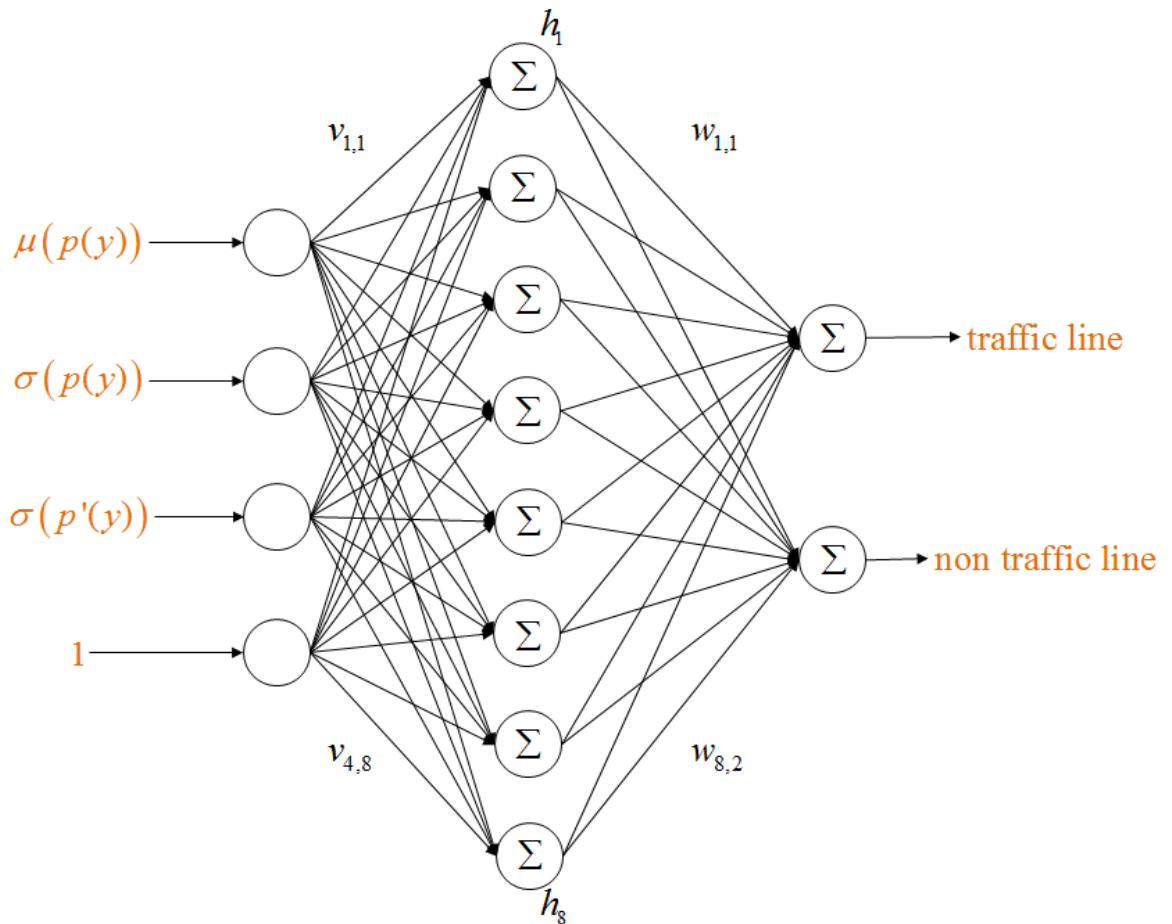 h₁
Σ
v₁,₁
w₁,₁
Σ
μ(p(y))
Σ
Σ
traffic line
σ(p(y))
Σ
σ(p'(y))
Σ
Σ
non traffic line
Σ
1
Σ
v₄,₈
w₈,₂
Σ
h₈